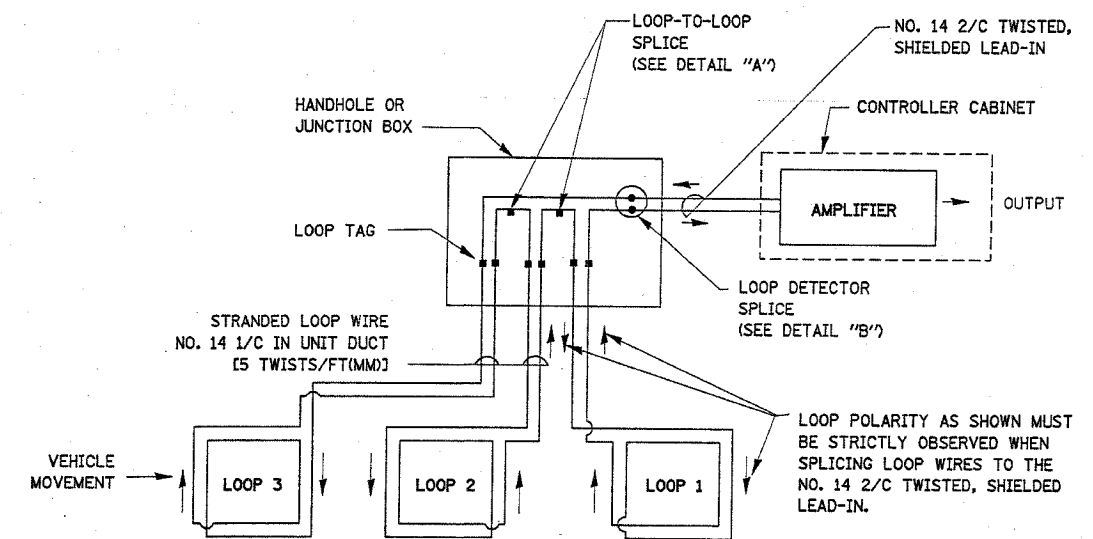 LOOP-TO-LOOP
SPLICE
(SEE DETAIL "A")
NO. 14 2/C TWISTED,
SHIELDED LEAD-IN
HANDHOLE OR
JUNCTION BOX
CONTROLLER CABINET
AMPLIFIER
OUTPUT
LOOP TAG
LOOP DETECTOR
SPLICE
(SEE DETAIL "B")
STRANDED LOOP WIRE
NO. 14 1/C IN UNIT DUCT
[5 TWISTS/FT(MM)]
LOOP POLARITY AS SHOWN MUST
BE STRICTLY OBSERVED WHEN
SPLICING LOOP WIRES TO THE
NO. 14 2/C TWISTED, SHIELDED
LEAD-IN.
VEHICLE
MOVEMENT
LOOP 3
LOOP 2
LOOP 1